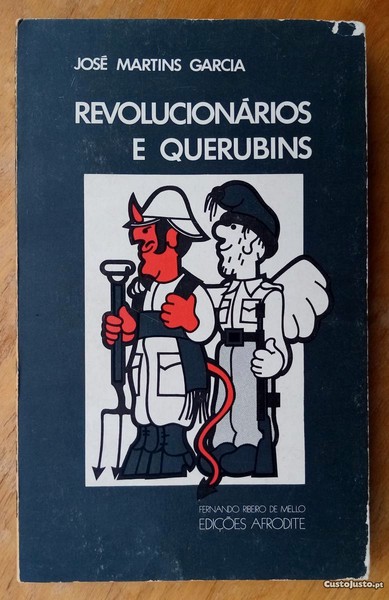 JOSÉ MARTINS GARCIA
REVOLUCIONÁRIOS
E QUERUBINS
FERNANDO RIBEIRO DE MELLO
EDIÇÕES AFRODITE
CustoJusto.pt